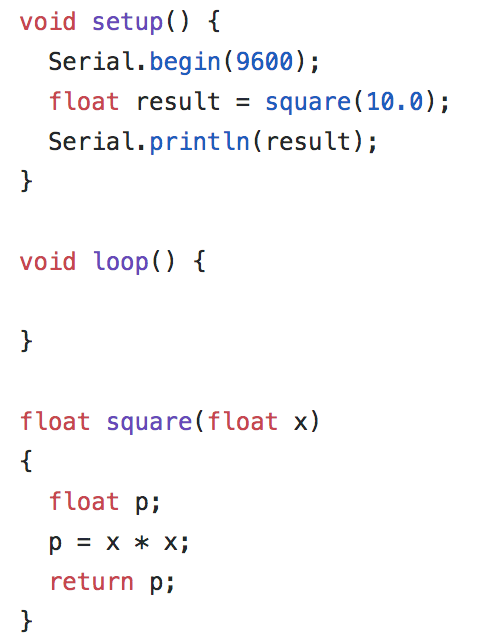 void setup() {
  Serial.begin(9600);
  float result = square(10.0);
  Serial.println(result);
}

void loop() {

}

float square(float x)
{
  float p;
  p = x * x;
  return p;
}